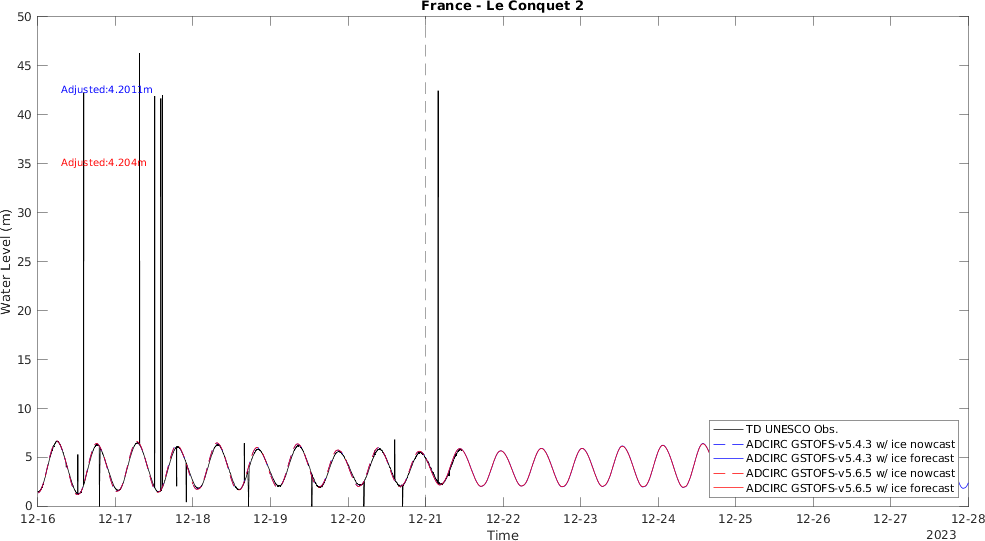 France - Le Conquet 2
50
45
40
35
30
25
20
15
10
5
0
Water Level (m)
Adjusted:4.2011m
Adjusted:4.204m
TD UNESCO Obs.
ADCIRC GSTOFS-v5.4.3 w/ ice nowcast
ADCIRC GSTOFS-v5.4.3 w/ ice forecast
ADCIRC GSTOFS-v5.6.5 w/ ice nowcast
ADCIRC GSTOFS-v5.6.5 w/ ice forecast
12-16 12-17 12-18 12-19 12-20 12-21 12-22 12-23 12-24 12-25 12-26 12-27 12-28
Time
2023